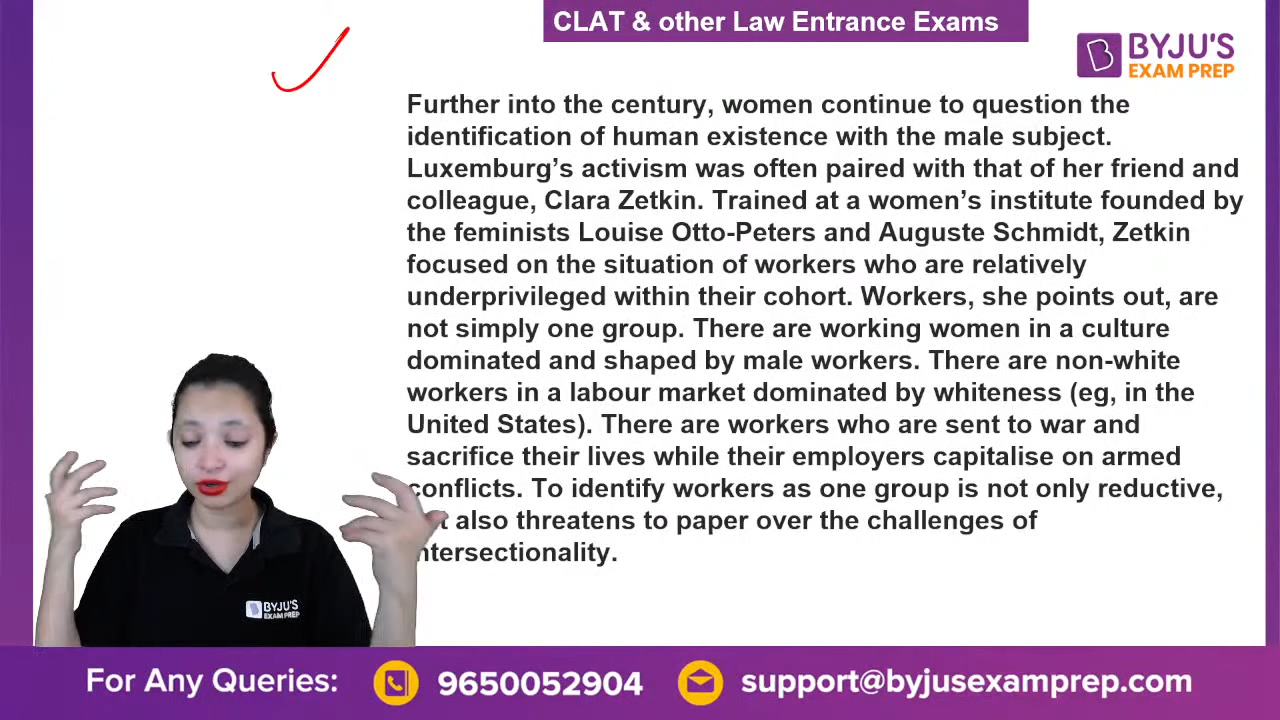 CLAT & other Law Entrance Exams
BYJU'S
EXAM PREP
Further into the century, women continue to question the
identification of human existence with the male subject.
Luxemburg's activism was often paired with that of her friend and
colleague, Clara Zetkin. Trained at a women's institute founded by
the feminists Louise Otto-Peters and Auguste Schmidt, Zetkin
focused on the situation of workers who are relatively
underprivileged within their cohort. Workers, she points out, are
not simply one group. There are working women in a culture
dominated and shaped by male workers. There are non-white
workers in a labour market dominated by whiteness (eg, in the
United States). There are workers who are sent to war and
sacrifice their lives while their employers capitalise on armed
conflicts. To identify workers as one group is not only reductive,
also threatens to paper over the challenges of
intersectionality.
BYJU'S
EXAM PREP
For Any Queries: 9650052904 support@byjusexamprep.com